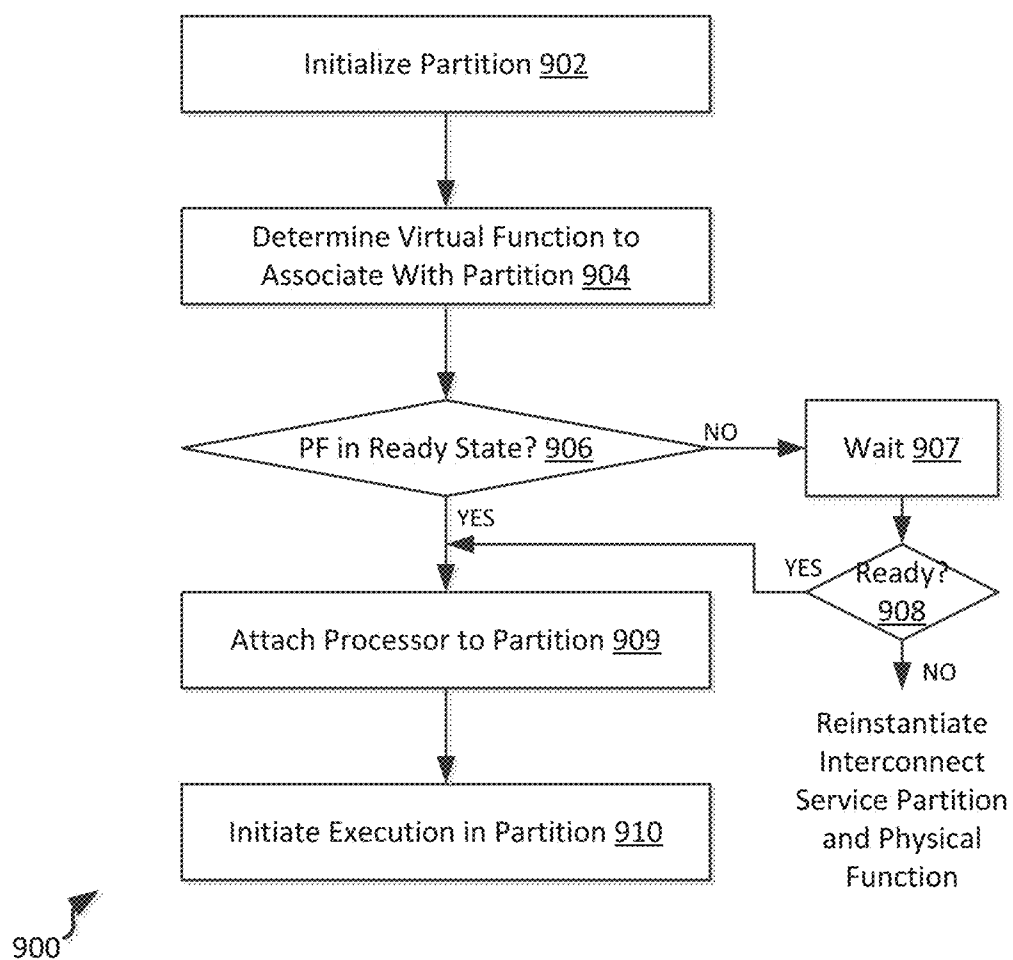 Initialize Partition 902
Determine Virtual Function to
Associate With Partition 904
PF in Ready State? 906
NO
Wait 907
YES
YES
Ready?
908
Attach Processor to Partition 909
NO
Reinstantiate
Interconnect
Service Partition
and Physical
Function
Initiate Execution in Partition 910
900